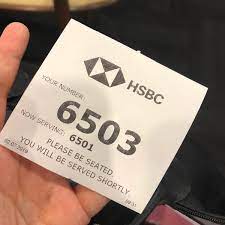 HSBC
YOUR NUMBER:
6503
NOW SERVING: 6501
PLEASE BE SEATED.
YOU WILL BE SERVED SHORTLY